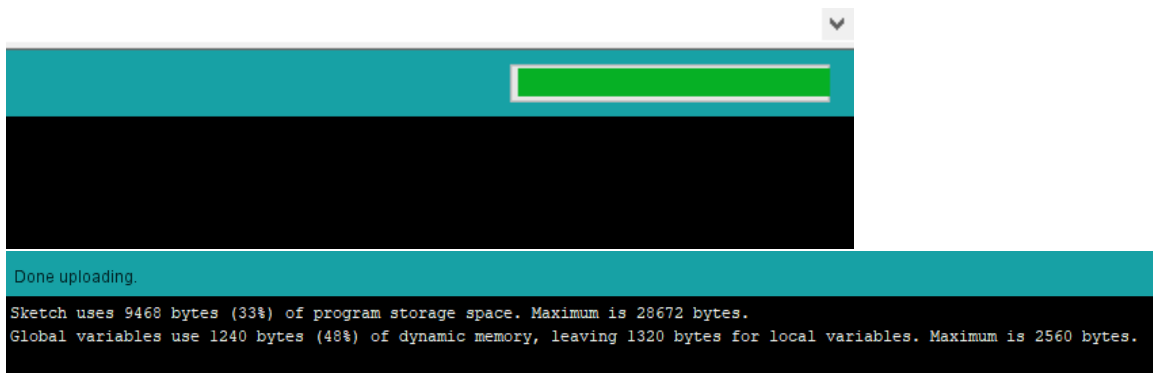 Done uploading.
Sketch uses 9468 bytes (33%) of program storage space. Maximum is 28672 bytes.
Global variables use 1240 bytes (48%) of dynamic memory, leaving 1320 bytes for local variables. Maximum is 2560 bytes.